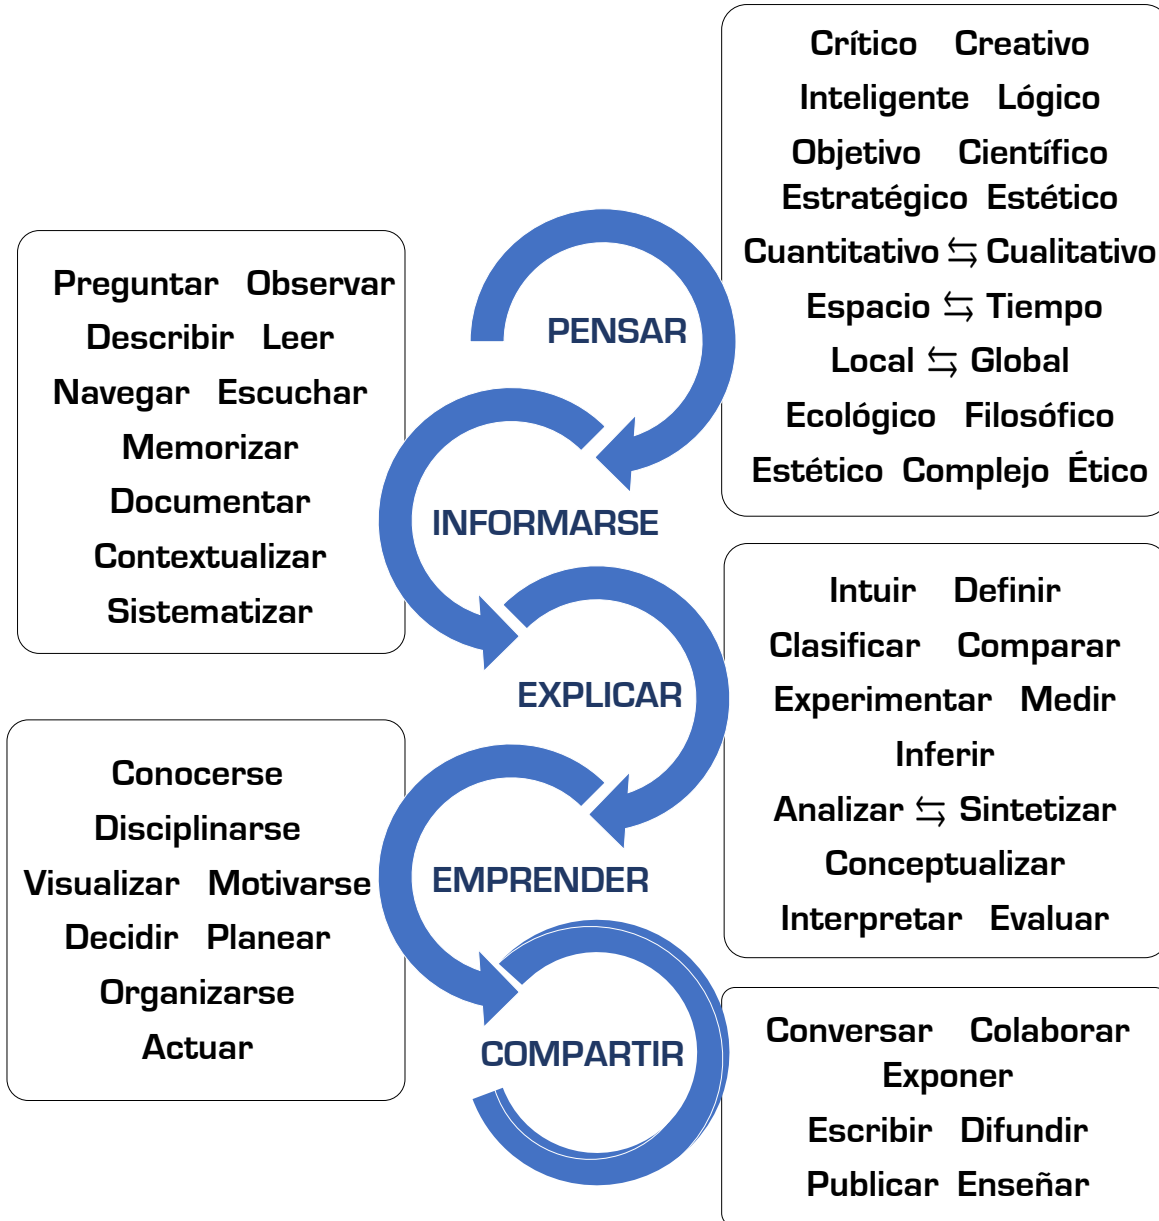 Crítico Creativo
Inteligente Lógico
Objetivo Científico
Estratégico Estético
Cuantitativo ⇆ Cualitativo
Espacio ⇆ Tiempo
Local ⇆ Global
Ecológico Filosófico
Estético Complejo Ético
PENSAR
Preguntar Observar
Describir Leer
Navegar Escuchar
Memorizar
Documentar
Contextualizar
Sistematizar
INFORMARSE
Intuir Definir
Clasificar Comparar
Experimentar Medir
Inferir
Analizar ⇆ Sintetizar
Conceptualizar
Interpretar Evaluar
EXPLICAR
Conocerse
Disciplinarse
Visualizar Motivarse
Decidir Planear
Organizarse
Actuar
EMPRENDER
Conversar Colaborar
Exponer
Escribir Difundir
Publicar Enseñar
COMPARTIR